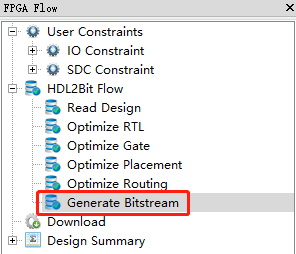 FPGA Flow
User Constraints
IO Constraint
SDC Constraint
HDL2Bit Flow
Read Design
Optimize RTL
Optimize Gate
Optimize Placement
Optimize Routing
Generate Bitstream
Download
Design Summary